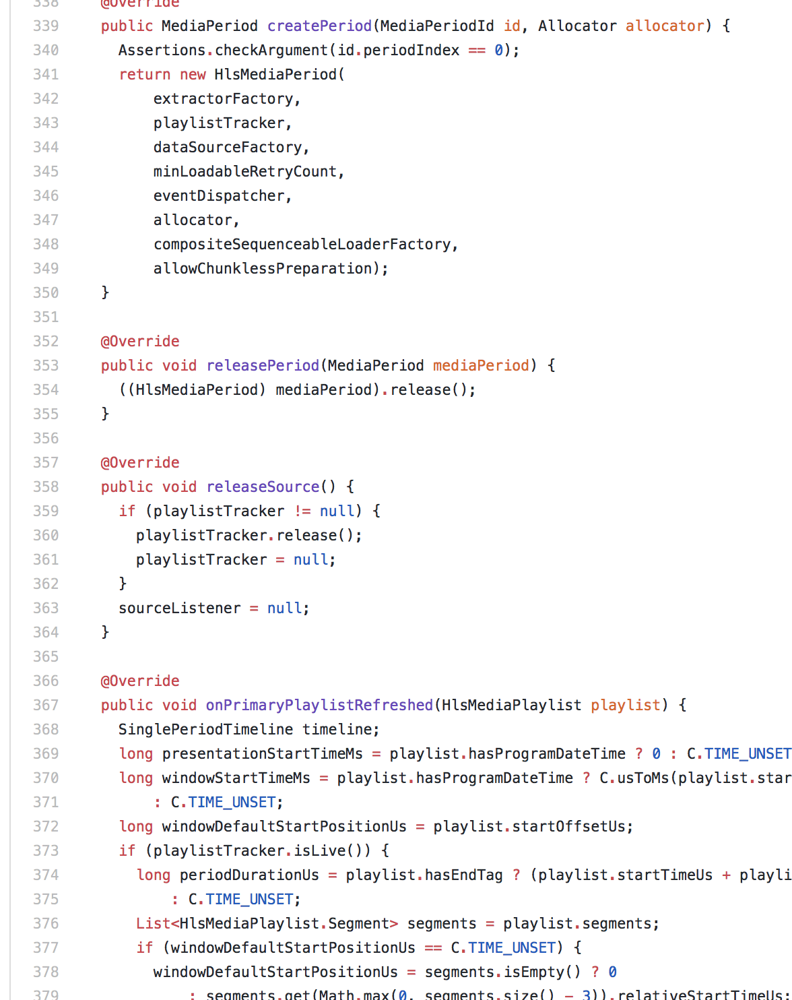 338 @Override
339 public MediaPeriod createPeriod(MediaPeriodId id, Allocator allocator) {
340 Assertions.checkArgument(id.periodIndex == 0);
341 return new HlsMediaPeriod(
342 extractorFactory,
343 playlistTracker,
344 dataSourceFactory,
345 minLoadableRetryCount,
346 eventDispatcher,
347 allocator,
348 compositeSequenceableLoaderFactory,
349 allowChunklessPreparation);
350 }
351
352 @Override
353 public void releasePeriod(MediaPeriod mediaPeriod) {
354 ((HlsMediaPeriod) mediaPeriod).release();
355 }
356
357 @Override
358 public void releaseSource() {
359 if (playlistTracker != null) {
360 playlistTracker.release();
361 playlistTracker = null;
362 }
363 sourceListener = null;
364 }
365
366 @Override
367 public void onPrimaryPlaylistRefreshed(HlsMediaPlaylist playlist) {
368 SinglePeriodTimeline timeline;
369 long presentationStartTimeMs = playlist.hasProgramDateTime ? 0 : C.TIME_UNSET
370 long windowStartTimeMs = playlist.hasProgramDateTime ? C.usToMs(playlist.star
371 : C.TIME_UNSET;
372 long windowDefaultStartPositionUs = playlist.startOffsetUs;
373 if (playlistTracker.isLive()) {
374 long periodDurationUs = playlist.hasEndTag ? (playlist.startTimeUs + playli
375 : C.TIME_UNSET;
376 List<HlsMediaPlaylist.Segment> segments = playlist.segments;
377 if (windowDefaultStartPositionUs == C.TIME_UNSET) {
378 windowDefaultStartPositionUs = segments.isEmpty() ? 0
379 : segments.get(Math.max(0, segments.size() - 3)).relativeStartTimeUs;